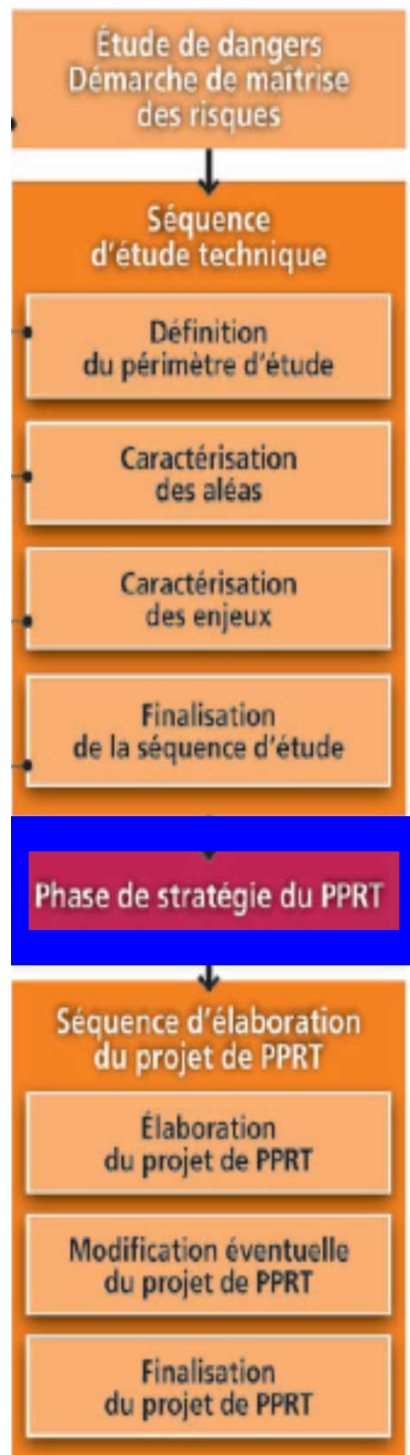 Étude de dangers
Démarche de maîtrise
des risques
Séquence
d'étude technique
Définition
du périmètre d'étude
Caractérisation
des aléas
Caractérisation
des enjeux
Finalisation
de la séquence d'étude
Phase de stratégie du PPRT
Séquence d'élaboration
du projet de PPRT
Élaboration
du projet de PPRT
Modification éventuelle
du projet de PPRT
Finalisation
du projet de PPRT